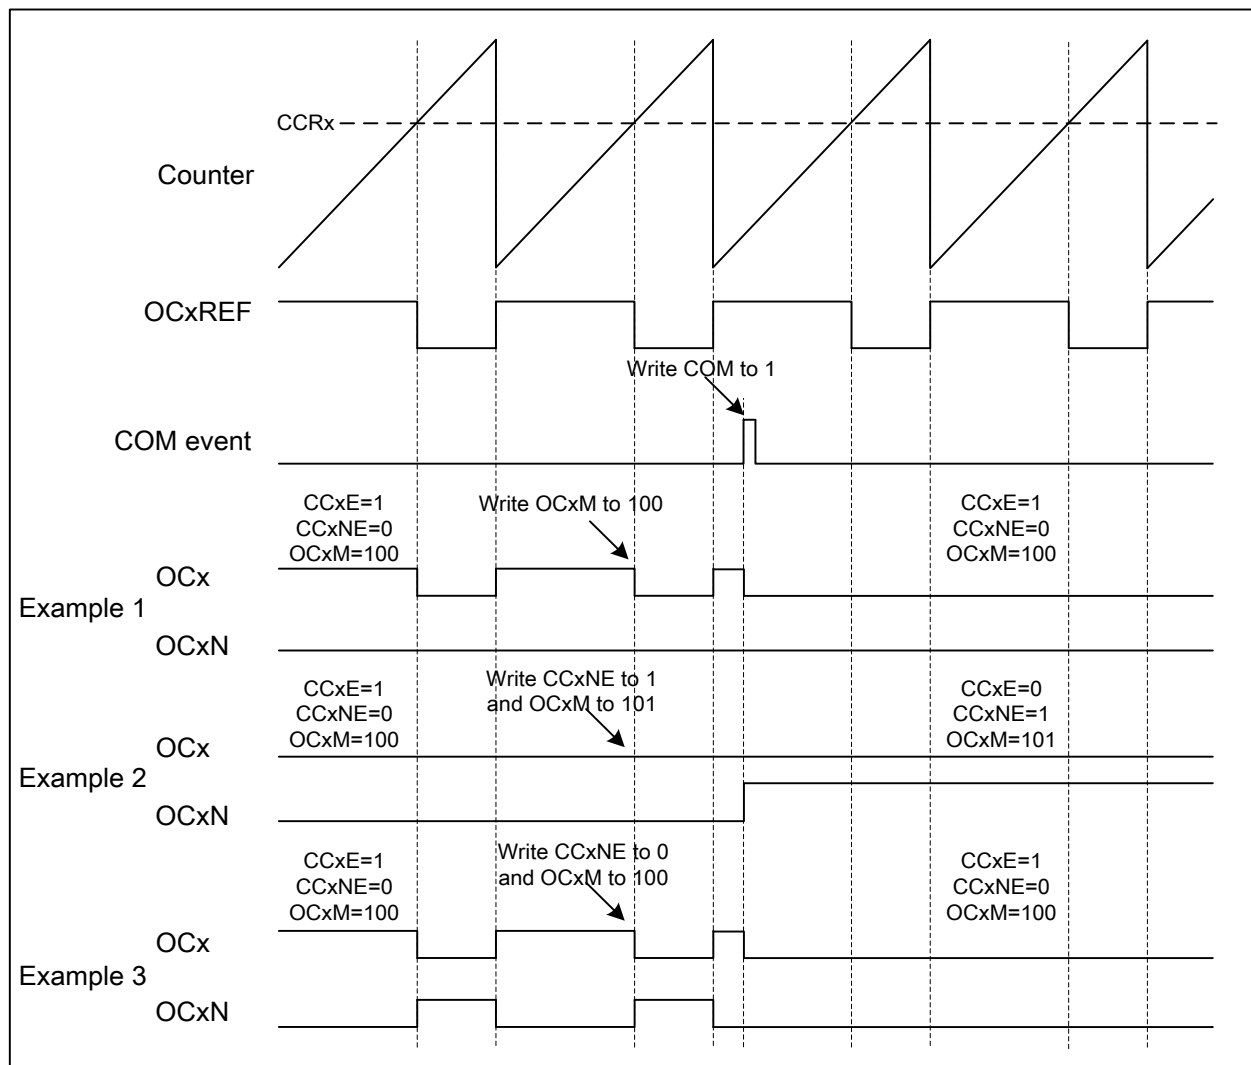 CCRx
Counter
OCxREF
Write COM to 1
COM event
CCxE=1
CCxNE=0
OCxM=100
Write OCxM to 100
CCxE=1
CCxNE=0
OCxM=100
OCx
Example 1
OCxN
CCxE=1
CCxNE=0
OCxM=100
Write CCxNE to 1
and OCxM to 101
CCxE=0
CCxNE=1
OCxM=101
OCx
Example 2
OCxN
CCxE=1
CCxNE=0
OCxM=100
Write CCxNE to 0
and OCxM to 100
CCxE=1
CCxNE=0
OCxM=100
OCx
Example 3
OCxN